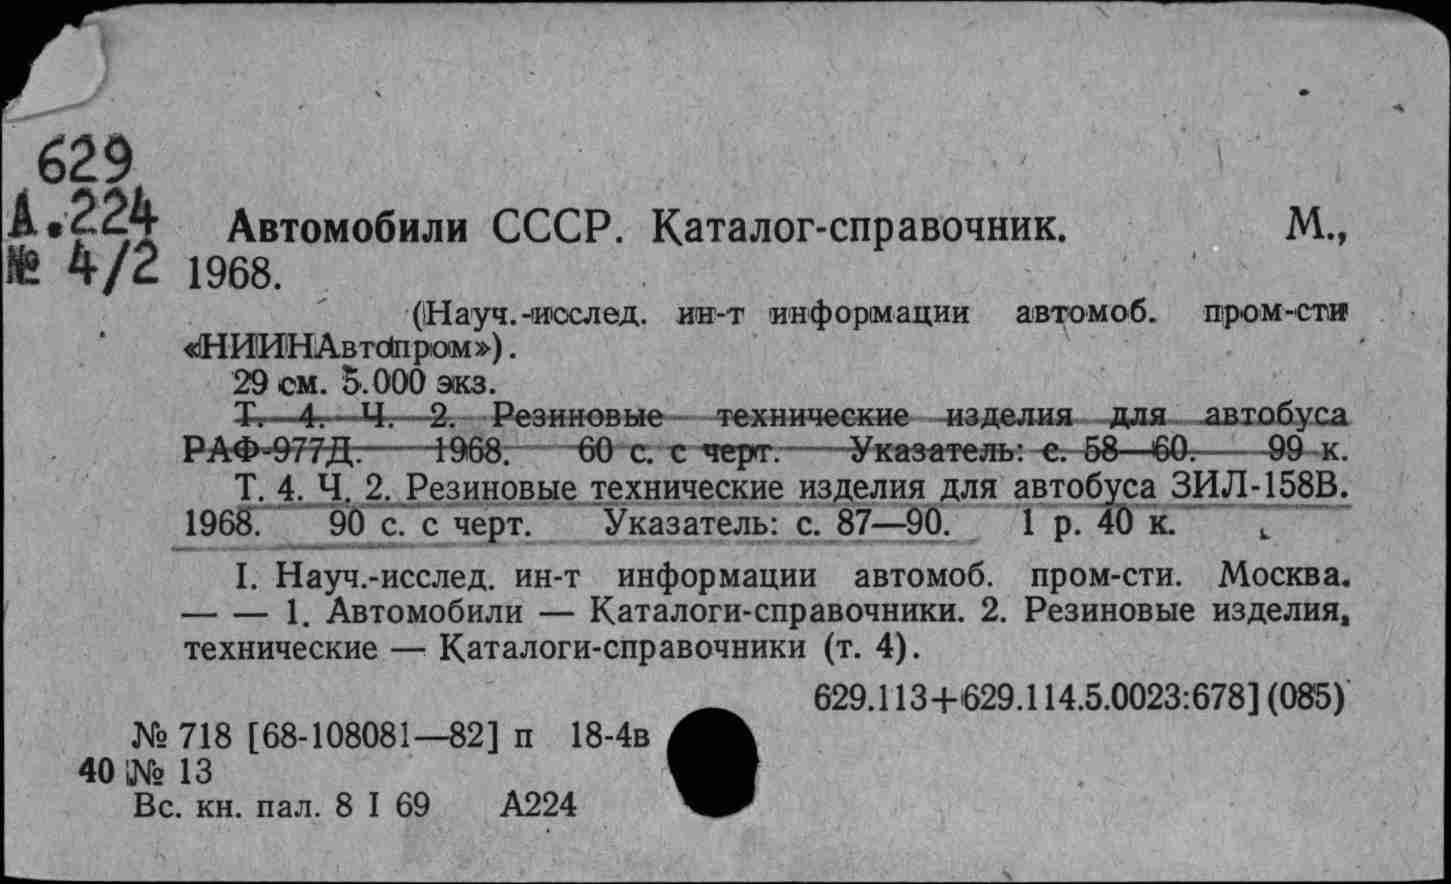 629
А.224
№ 4/2
Автомобили СССР. Каталог-справочник. М.,
1968.
(Науч.-исслед. ин-т информации автомоб. пром-сти
«НИИНАвтопром»).
29 см. 5.000 экз.
Т. 4. Ч. 2. Резиновые технические изделия для автобуса
РАФ-977Д. 1968. 60 с. с черт. Указатель: с. 58—60. 99 к.
Т. 4. Ч. 2. Резиновые технические изделия для автобуса ЗИЛ-158В.
1968. 90 с. с черт. Указатель: с. 87—90. 1 р. 40 к.
I. Науч.-исслед. ин-т информации автомоб. пром-сти. Москва.
— — 1. Автомобили — Каталоги-справочники. 2. Резиновые изделия,
технические — Каталоги-справочники (т. 4).
629.113+629.114.5.0023:678] (085)
№ 718 [68-108081—82] п 18-4в
40 № 13
Вс. кн. пал. 8 I 69 А224